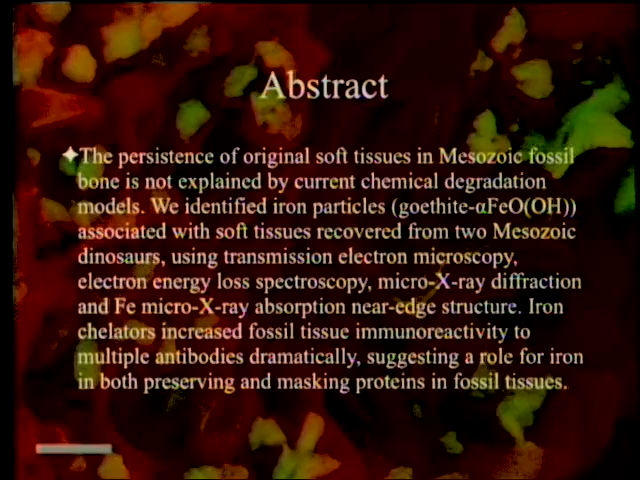 Abstract
✦The persistence of original soft tissues in Mesozoic fossil
bone is not explained by current chemical degradation
models. We identified iron particles (goethite-αFeO(OH))
associated with soft tissues recovered from two Mesozoic
dinosaurs, using transmission electron microscopy,
electron energy loss spectroscopy, micro-X-ray diffraction
and Fe micro-X-ray absorption near-edge structure. Iron
chelators increased fossil tissue immunoreactivity to
multiple antibodies dramatically, suggesting a role for iron
in both preserving and masking proteins in fossil tissues.